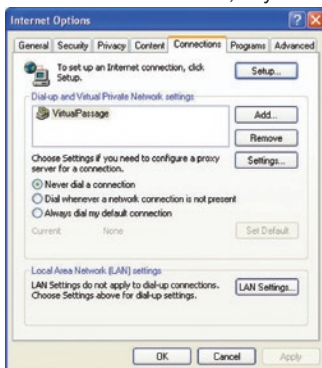 Internet Options
General Security Privacy Content Connections Programs Advanced
To set up an Internet connection, click
Setup.
Setup...
Dial-up and Virtual Private Network settings
VirtualPassage
Add...
Remove
Choose Settings if you need to configure a proxy
server for a connection.
Settings...
Never dial a connection
Dial whenever a network connection is not present
Always dial my default connection
Current None
Set Default
Local Area Network (LAN) settings
LAN Settings do not apply to dial-up connections.
Choose Settings above for dial-up settings.
LAN Settings...
OK Cancel Apply